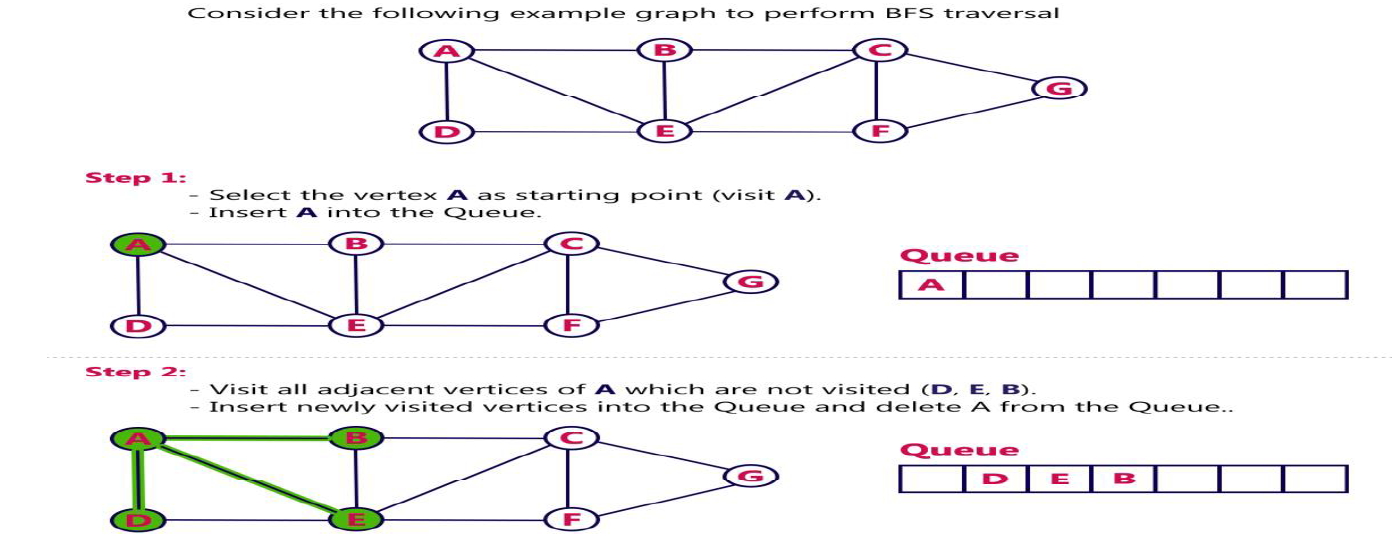 Consider the following example graph to perform BFS traversal
A B C
G
D E F
Step 1:
- Select the vertex A as starting point (visit A).
- Insert A into the Queue.
A B C
G
D E F
Queue
A
Step 2:
- Visit all adjacent vertices of A which are not visited (D, E, B).
- Insert newly visited vertices into the Queue and delete A from the Queue..
A B C
G
D E F
Queue
D E B